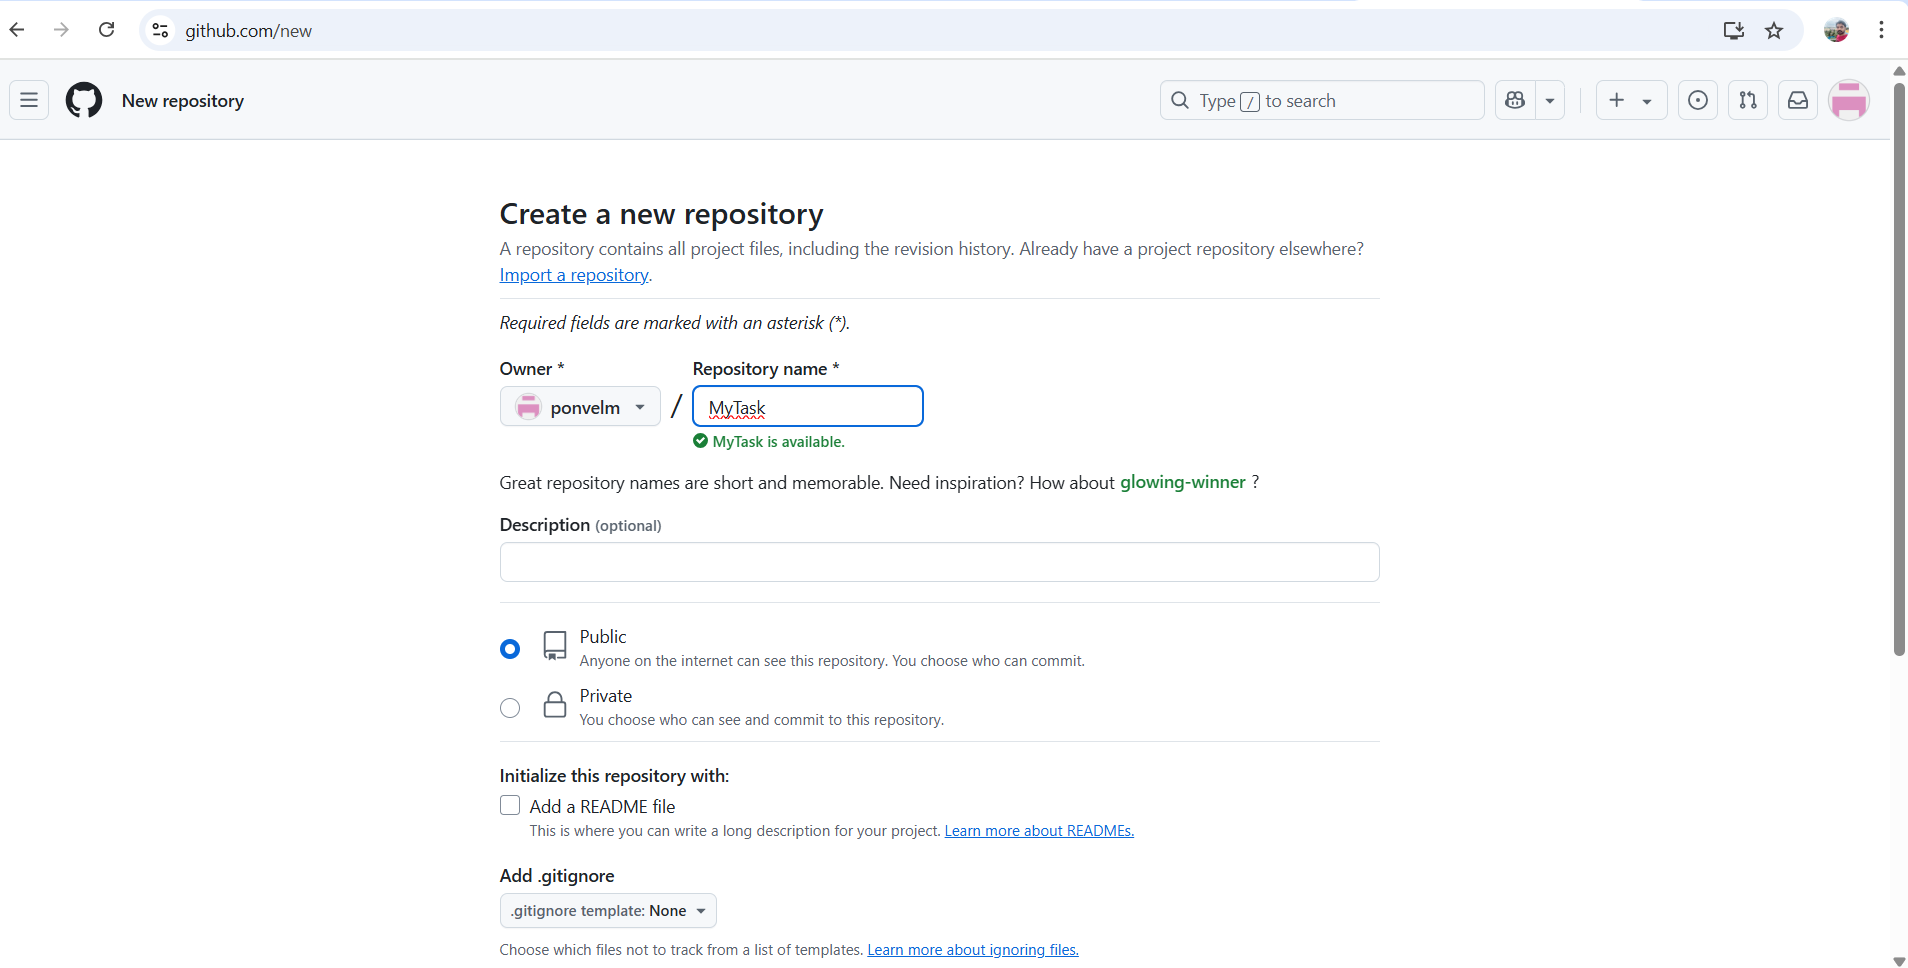 github.com/new
New repository
Type / to search
Create a new repository
A repository contains all project files, including the revision history. Already have a project repository elsewhere?
Import a repository.
Required fields are marked with an asterisk (*).
Owner * Repository name *
ponvelm / MyTask
MyTask is available.
Great repository names are short and memorable. Need inspiration? How about glowing-winner ?
Description (optional)
Public
Anyone on the internet can see this repository. You choose who can commit.
Private
You choose who can see and commit to this repository.
Initialize this repository with:
Add a README file
This is where you can write a long description for your project. Learn more about READMEs.
Add .gitignore
.gitignore template: None
Choose which files not to track from a list of templates. Learn more about ignoring files.